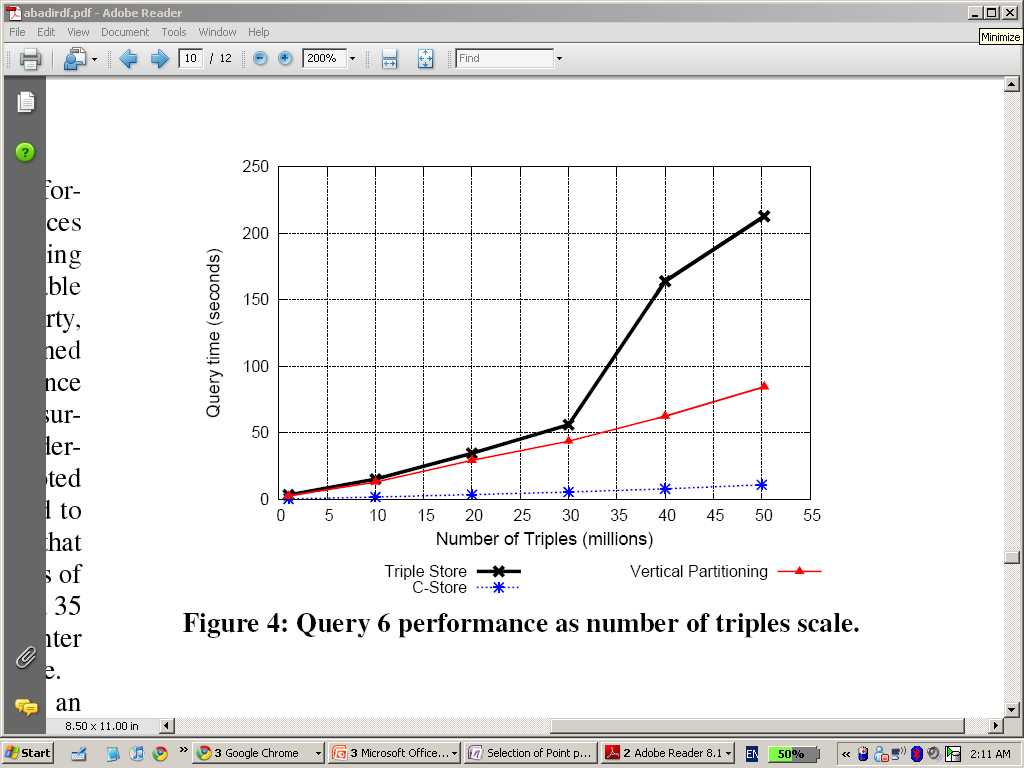 abadirdf.pdf - Adobe Reader
Minimize
File Edit View Document Tools Window Help
10 / 12 200% Find
for-
ces
ing
able
rty,
ned
nce
sur-
der-
oted
d to
that
s of
35
nter
e.
an
250
200
150
100
50
0
0 5 10 15 20 25 30 35 40 45 50 55
Query time (seconds)
Number of Triples (millions)
Triple Store Vertical Partitioning
C-Store
Figure 4: Query 6 performance as number of triples scale.
8.50 x 11.00 in
Start » 3 Google Chrome 3 Microsoft Office... Selection of Point p... 2 Adobe Reader 8.1 EN 50% « 2:11 AM